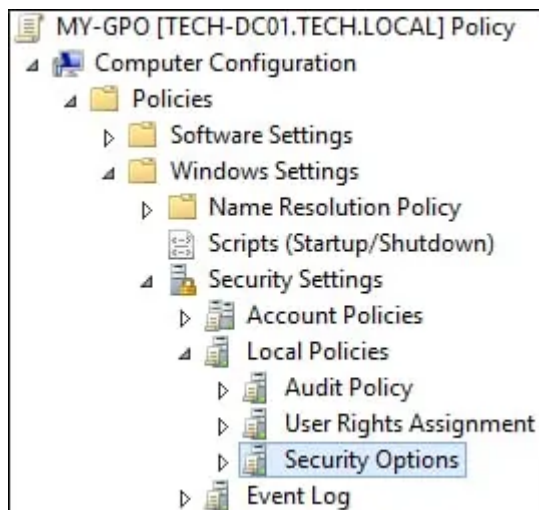 MY-GPO [TECH-DC01.TECH.LOCAL] Policy
Computer Configuration
Policies
Software Settings
Windows Settings
Name Resolution Policy
Scripts (Startup/Shutdown)
Security Settings
Account Policies
Local Policies
Audit Policy
User Rights Assignment
Security Options
Event Log